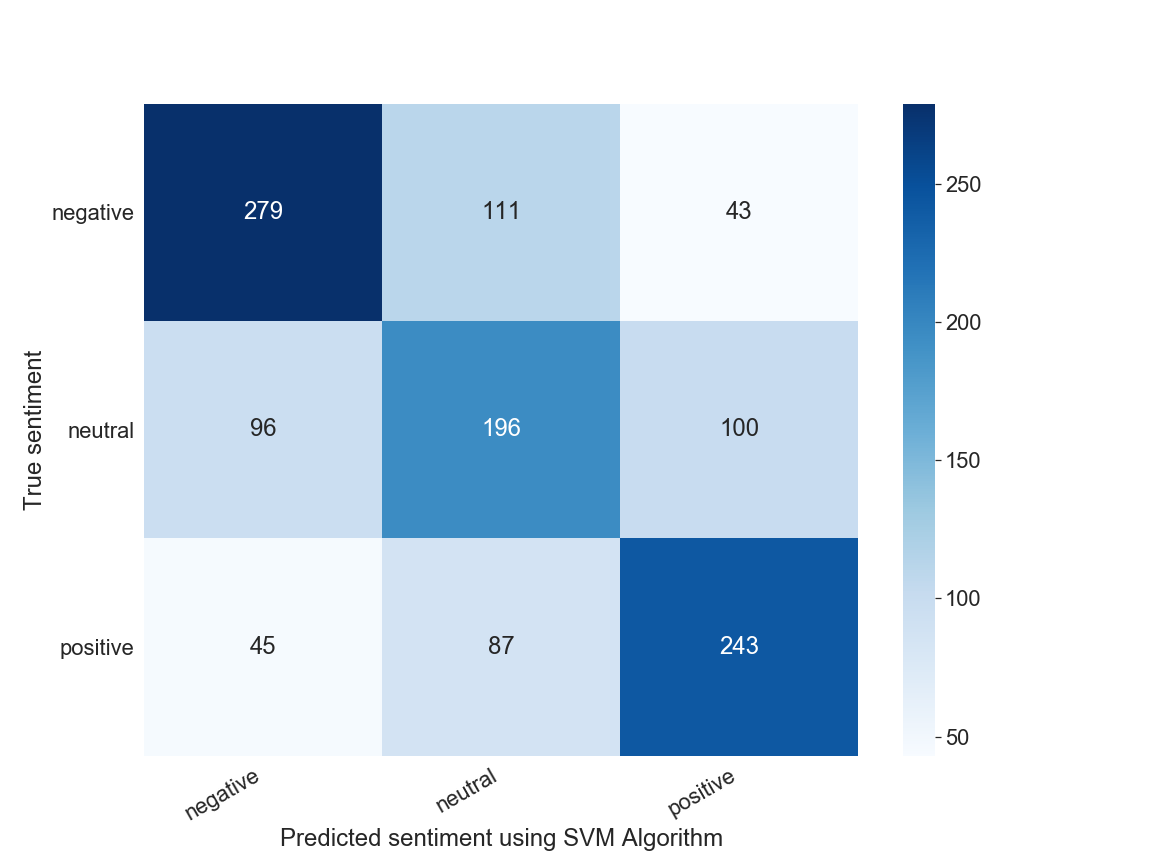 negative 279 111 43
neutral 96 196 100
positive 45 87 243
negative neutral positive
True sentiment
Predicted sentiment using SVM Algorithm
250
200
150
100
50